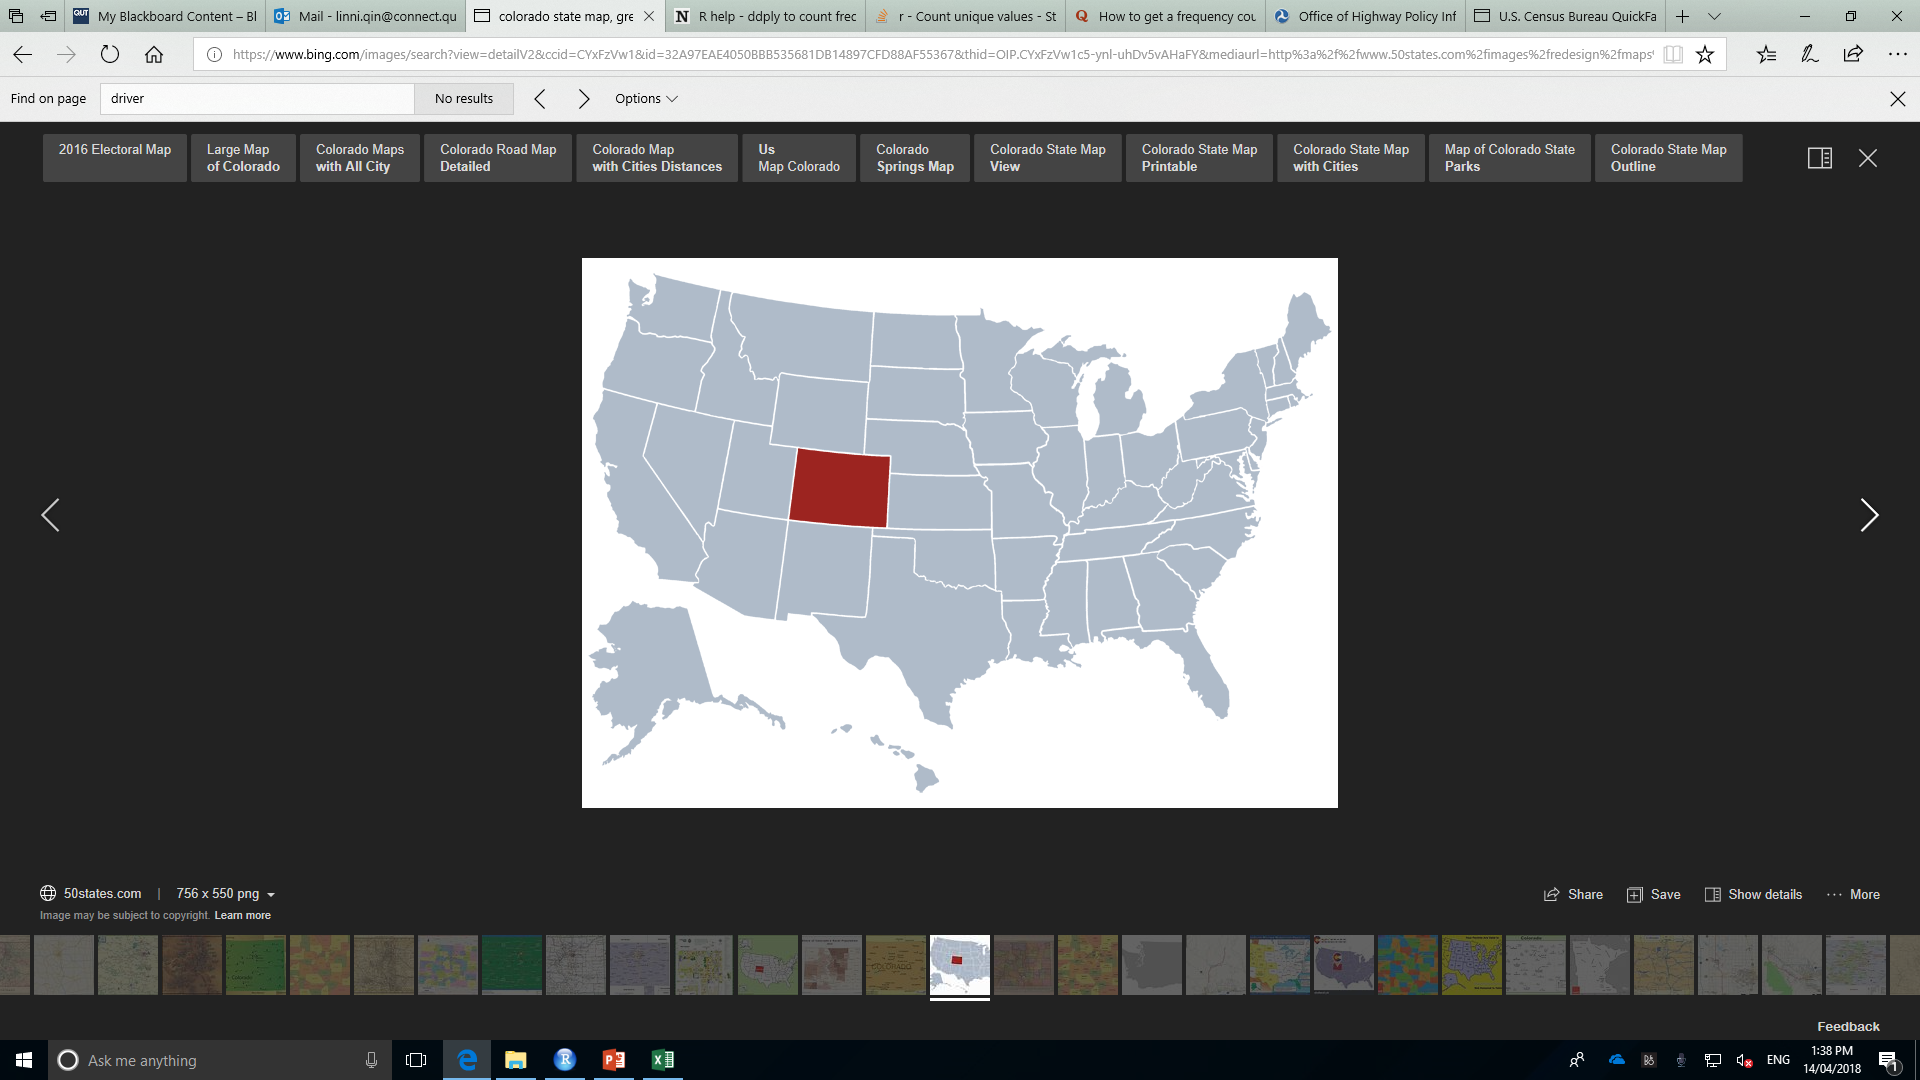 My Blackboard Content – Bl
Mail - linni.qin@connect.qu
colorado state map, gre
R help - ddply to count frec
r - Count unique values - St
How to get a frequency cou
Office of Highway Policy Inf
U.S. Census Bureau QuickFa
https://www.bing.com/images/search?view=detailV2&ccid=CYxFzVw1&id=32A97EAE4050BBB535681DB14897CFD88AF55367&thid=OIP.CYxFzVw1c5-ynl-uhDv5vAHaFY&mediaurl=http%3a%2f%2fwww.50states.com%2fimages%2fredesign%2fmaps
Find on page
driver
No results
Options
2016 Electoral Map
Large Map
of Colorado
Colorado Maps
with All City
Colorado Road Map
Detailed
Colorado Map
with Cities Distances
Us
Map Colorado
Colorado
Springs Map
Colorado State Map
View
Colorado State Map
Printable
Colorado State Map
with Cities
Map of Colorado State
Parks
Colorado State Map
Outline
50states.com | 756 x 550 png
Image may be subject to copyright. Learn more
Share
Save
Show details
More
Feedback
Ask me anything
ENG
1:38 PM
14/04/2018
1